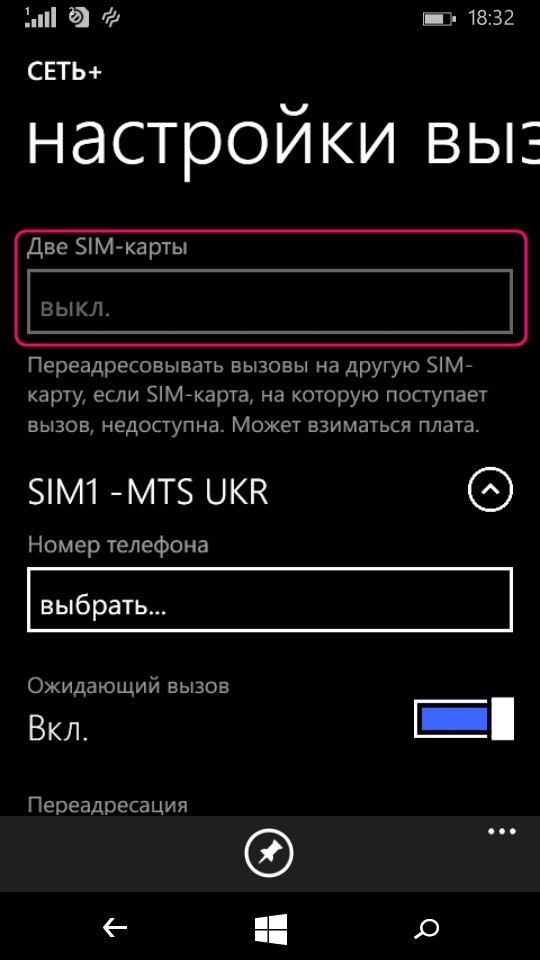 1
18:32
СЕТЬ+
настройки выз
Две SIM-карты
выкл.
Переадресовывать вызовы на другую SIM-
карту, если SIM-карта, на которую поступает
вызов, недоступна. Может взиматься плата.
SIM1 -MTS UKR
Номер телефона
выбрать...
Ожидающий вызов
Вкл.
Переадресация